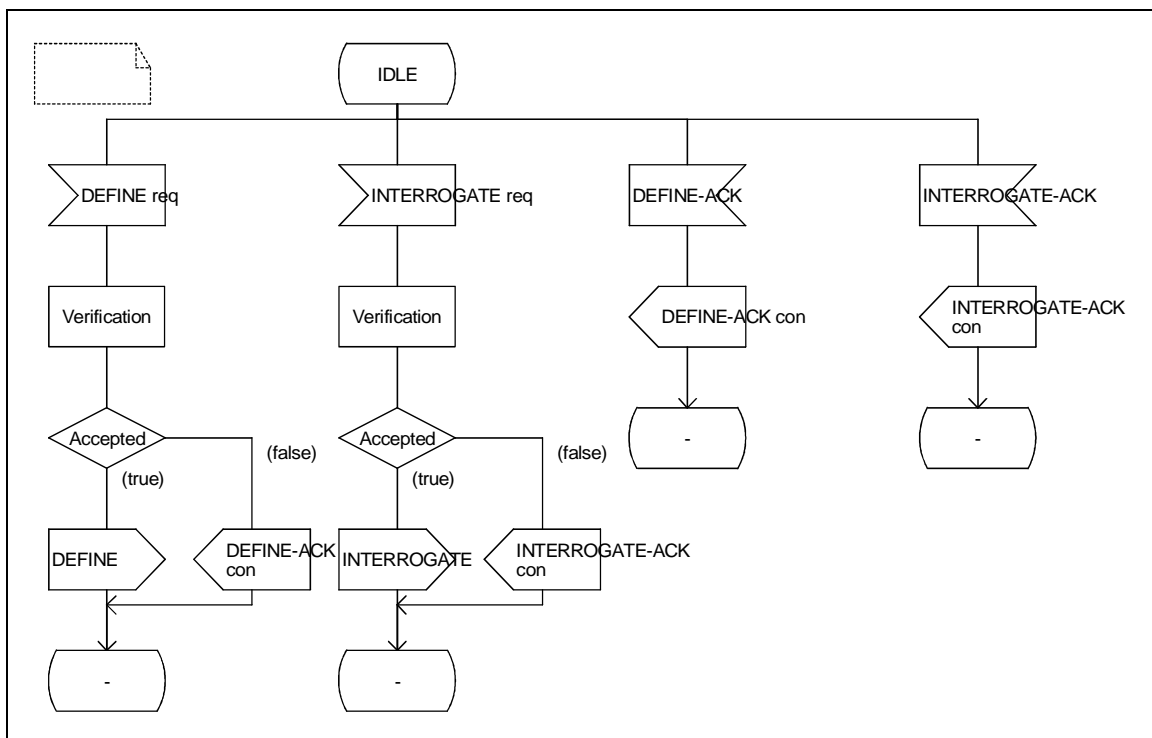 IDLE
DEFINE req
INTERROGATE req
DEFINE-ACK
INTERROGATE-ACK
Verification
Verification
DEFINE-ACK con
INTERROGATE-ACK
con
Accepted
(false)
(true)
Accepted
(false)
(true)
-
-
DEFINE
DEFINE-ACK
con
INTERROGATE
INTERROGATE-ACK
con
-
-